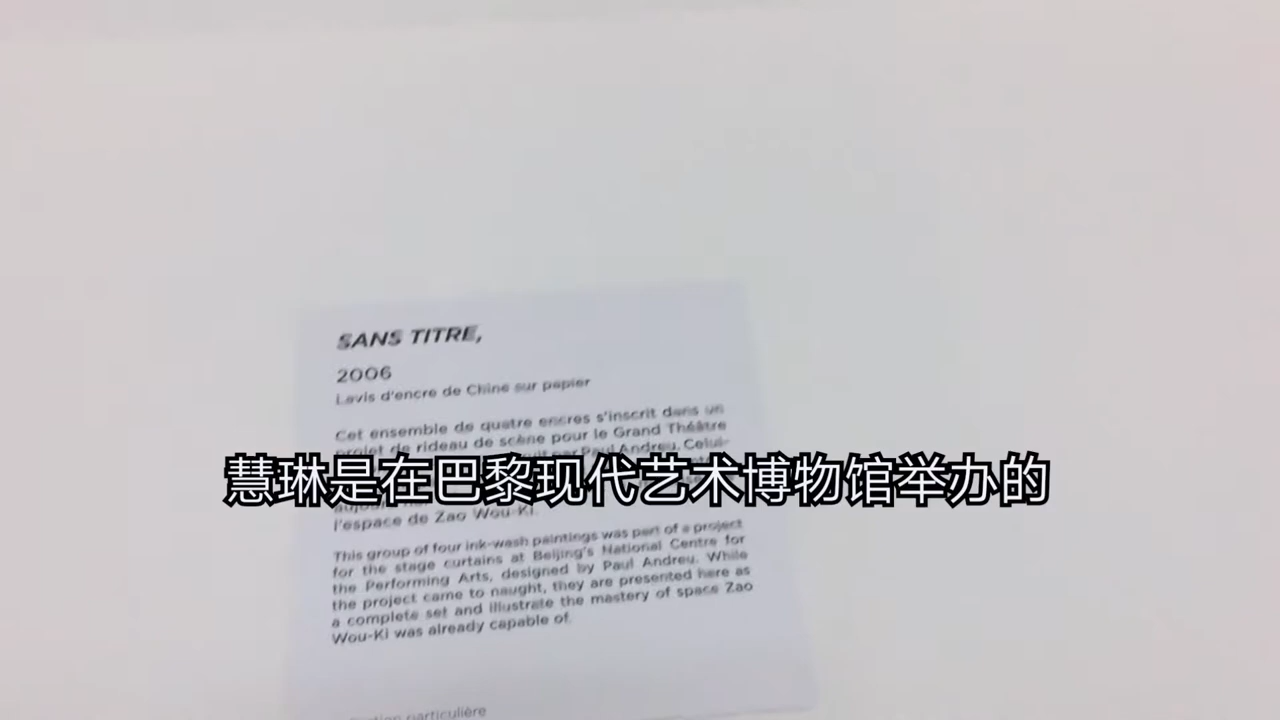 SANS TITRE,
2006
Lavis d'encre de Chine sur papier
Cet ensemble de quatre encres s'inscrit dans un
projet de rideau de scène pour le Grand Théâtre
par Paul Andreu. Celui-
慧琳是在巴黎现代艺术博物馆举办的
l'espace de Zao Wou-Ki.
This group of four ink-wash paintings was part of a project
for the stage curtains at Beijing's National Centre for
the Performing Arts, designed by Paul Andreu. While
the project came to naught, they are presented here as
a complete set and illustrate the mastery of space Zao
Wou-Ki was already capable of.
particulière